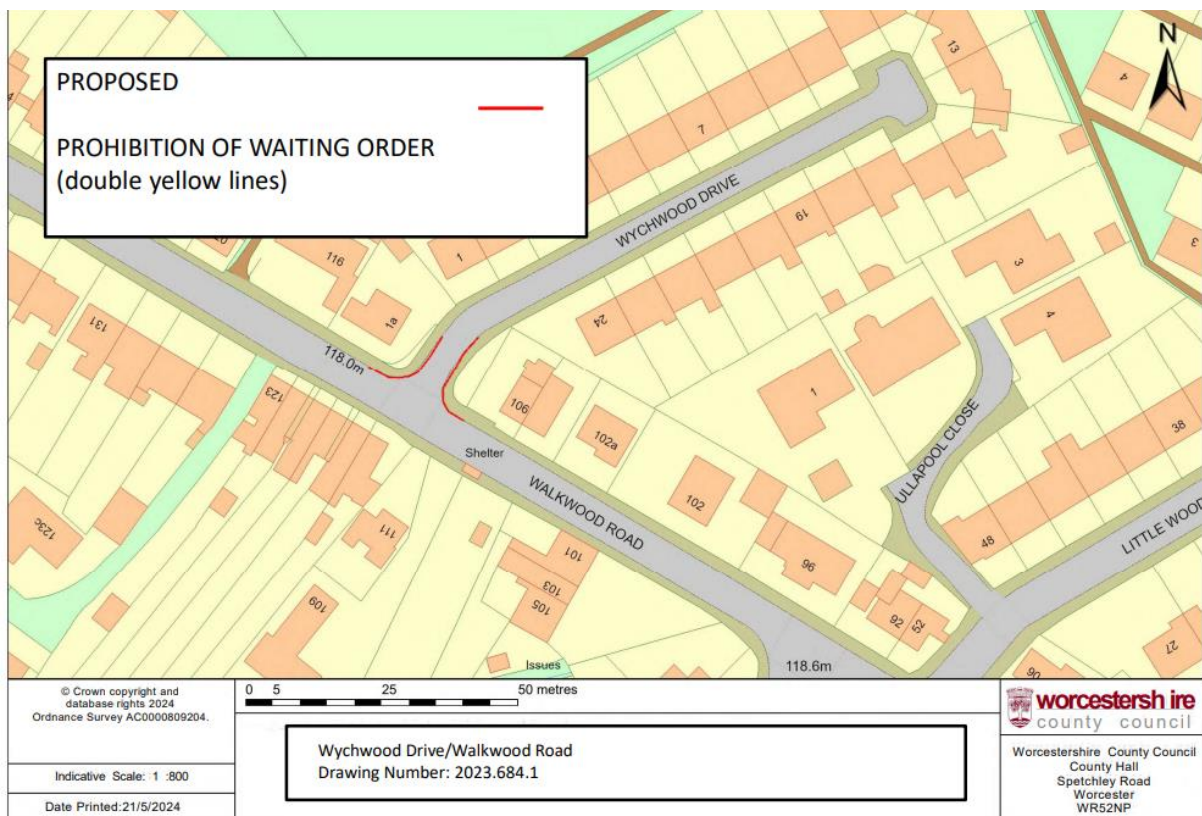 PROPOSED
PROHIBITION OF WAITING ORDER
(double yellow lines)
N
13
4
7
WYCHWOOD DRIVE
116
1
3
19
3
1a
24
4
131
118.0m
123
106
1
102a
Shelter
ULLAPOOL CLOSE
38
WALKWOOD ROAD
102
123c
111
101
48
LITTLE WOOD
103
96
105
109
92
52
27
Issues
118.6m
© Crown copyright and
database rights 2024
Ordnance Survey AC0000809204.
Indicative Scale: 1 :800
Date Printed:21/5/2024
0 5 25 50 metres
Wychwood Drive/Walkwood Road
Drawing Number: 2023.684.1
worcestersh ire
county council
Worcestershire County Council
County Hall
Spetchley Road
Worcester
WR52NP